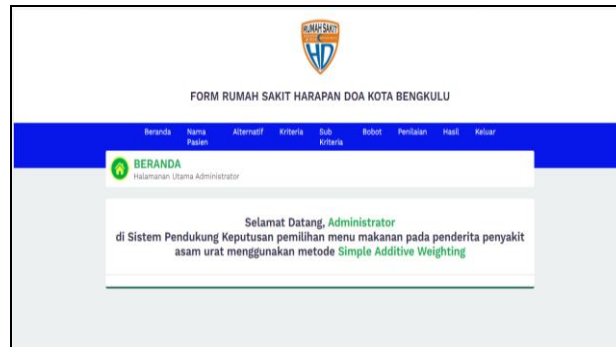 RUMAH SAKIT
HD
FORM RUMAH SAKIT HARAPAN DOA KOTA BENGKULU
Beranda Nama Pasien Alternatif Kriteria Sub Kriteria Bobot Penilaian Hasil Keluar
BERANDA
Halamanan Utama Administrator
Selamat Datang, Administrator
di Sistem Pendukung Keputusan pemilihan menu makanan pada penderita penyakit
asam urat menggunakan metode Simple Additive Weighting